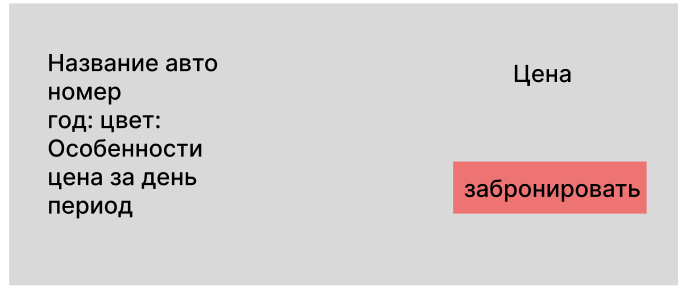 Название авто
номер
год: цвет:
Особенности
цена за день
период
Цена
забронировать